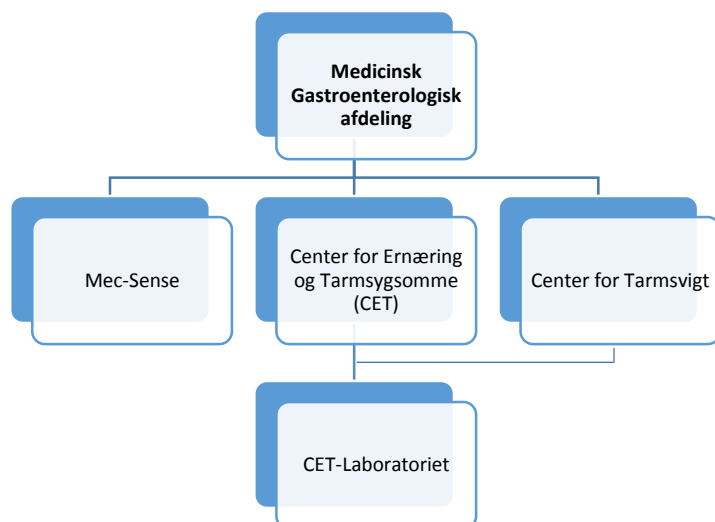 Medicinsk
Gastroenterologisk
afdeling
Mec-Sense
Center for Ernæring
og Tarmsygsomme
(CET)
Center for Tarmsvigt
CET-Laboratoriet